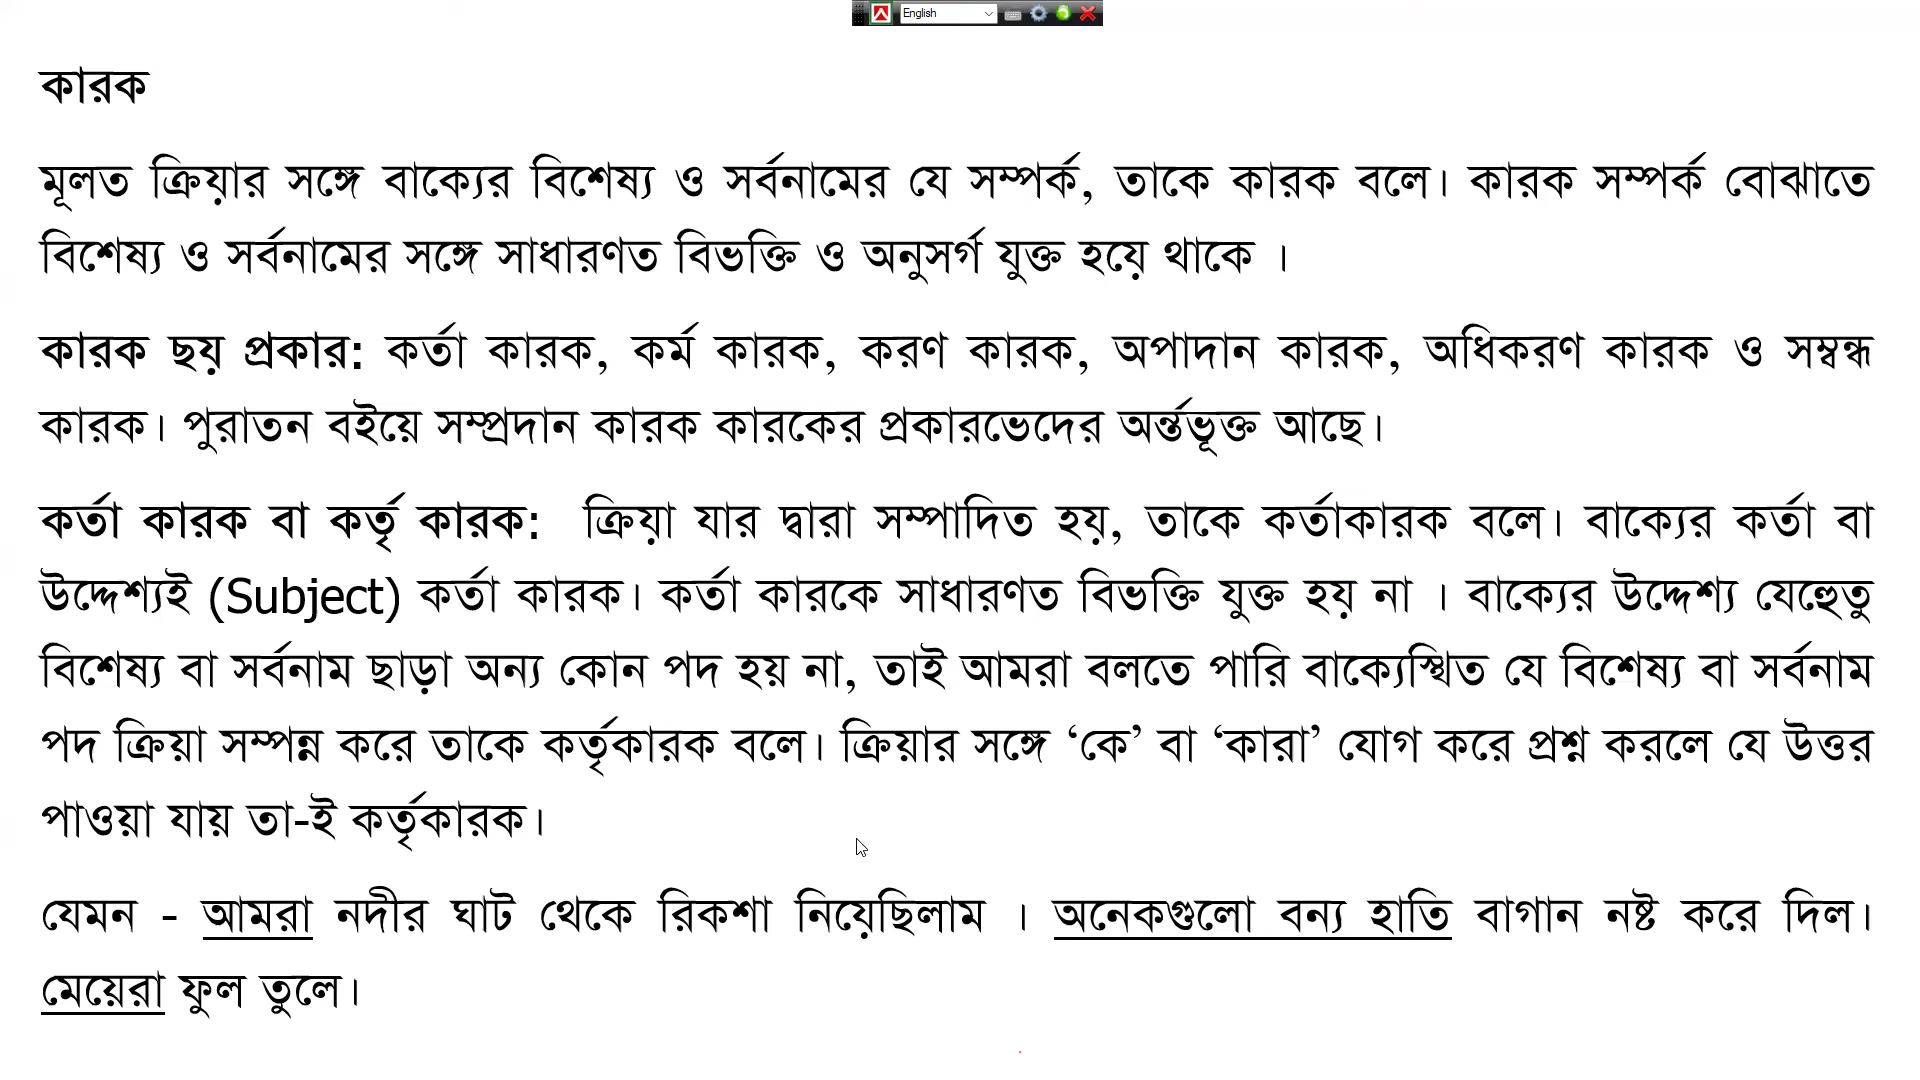 English
কারক
মূলত ক্রিয়ার সঙ্গে বাক্যের বিশেষ্য ও সর্বনামের যে সম্পর্ক, তাকে কারক বলে। কারক সম্পর্ক বোঝাতে
বিশেষ্য ও সর্বনামের সঙ্গে সাধারণত বিভক্তি ও অনুসর্গ যুক্ত হয়ে থাকে ।
কারক ছয় প্রকার: কর্তা কারক, কর্ম কারক, করণ কারক, অপাদান কারক, অধিকরণ কারক ও সম্বন্ধ
কারক। পুরাতন বইয়ে সম্প্রদান কারক কারকের প্রকারভেদের অর্ন্তভূক্ত আছে।
কর্তা কারক বা কর্তৃ কারক: ক্রিয়া যার দ্বারা সম্পাদিত হয়, তাকে কর্তাকারক বলে। বাক্যের কর্তা বা
উদ্দেশ্যই (Subject) কর্তা কারক। কর্তা কারকে সাধারণত বিভক্তি যুক্ত হয় না । বাক্যের উদ্দেশ্য যেহেতু
বিশেষ্য বা সর্বনাম ছাড়া অন্য কোন পদ হয় না, তাই আমরা বলতে পারি বাক্যেস্থিত যে বিশেষ্য বা সর্বনাম
পদ ক্রিয়া সম্পন্ন করে তাকে কর্তৃকারক বলে। ক্রিয়ার সঙ্গে ‘কে’ বা ‘কারা’ যোগ করে প্রশ্ন করলে যে উত্তর
পাওয়া যায় তা-ই কর্তৃকারক।
যেমন - আমরা নদীর ঘাট থেকে রিকশা নিয়েছিলাম । অনেকগুলো বন্য হাতি বাগান নষ্ট করে দিল।
মেয়েরা ফুল তুলে।